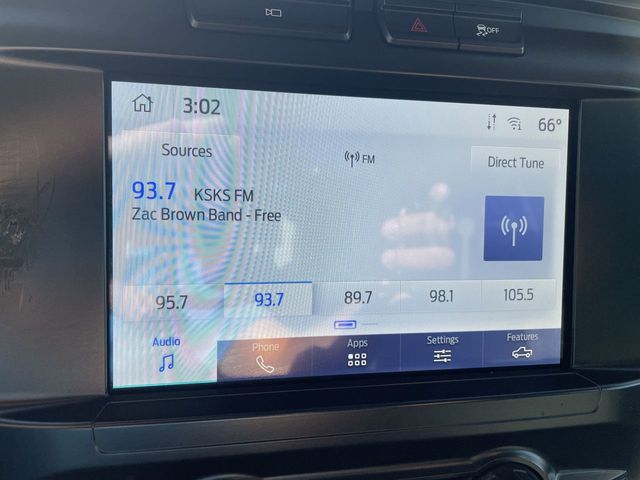 OFF
3:02
66°
Sources
FM
Direct Tune
93.7 KSKS FM
Zac Brown Band - Free
95.7
93.7
89.7
98.1
105.5
Audio
Phone
Apps
Settings
Features